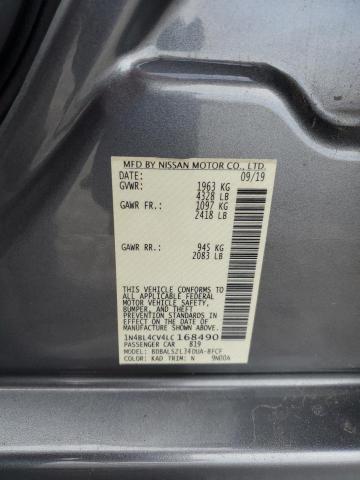 MFD BY NISSAN MOTOR CO., LTD.
DATE: 09/19
GVWR: 1963 KG
4328 LB
GAWR FR.: 1097 KG
2418 LB
GAWR RR.: 945 KG
2083 LB
THIS VEHICLE CONFORMS TO ALL APPLICABLE FEDERAL
MOTOR VEHICLE SAFETY,
BUMPER, AND THEFT
PREVENTION STANDARDS IN
EFFECT ON THE DATE OF
MANUFACTURE SHOWN ABOVE.
1N4BL4CV4LC168490
PASSENGER CAR 819
MODEL: BDBALSZL34DUA-BFCF
COLOR: KAD TRIM: N 9N00A